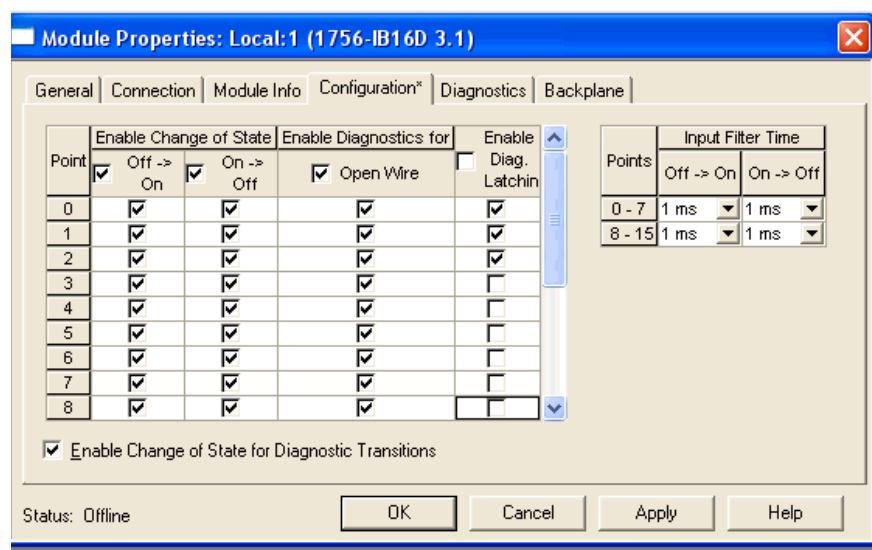 Module Properties: Local:1 (1756-IB16D 3.1)
General Connection Module Info Configuration* Diagnostics Backplane
Point Enable Change of State Enable Diagnostics for Enable Diag. Latchin
Off -> On On -> Off Open Wire
0
1
2
3
4
5
6
7
8
Points Input Filter Time
Off -> On On -> Off
0 - 7 1 ms 1 ms
8 - 15 1 ms 1 ms
Enable Change of State for Diagnostic Transitions
Status: Offline OK Cancel Apply Help